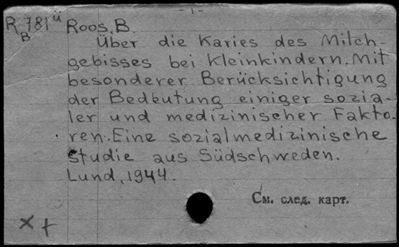 - 1 -
R 781 ü Roos, B.
B
Über die Karies des Milch-
gebisses bei Kleinkindern. Mit
besonderer Berücksichtigung
der Bedeutung einiger sozia-
ler und medizinischer Fakto-
ren. Eine sozialmedizinische
Studie aus Südschweden.
Lund, 1944.
См. след. карт.
x t